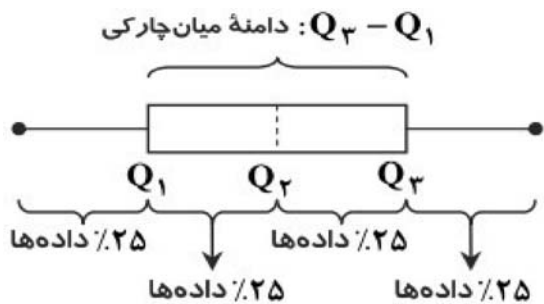 دامنهٔ میان‌چارکی : Q۳ − Q۱
Q۱ Q۲ Q۳
۲۵٪ داده‌ها ۲۵٪ داده‌ها
۲۵٪ داده‌ها ۲۵٪ داده‌ها